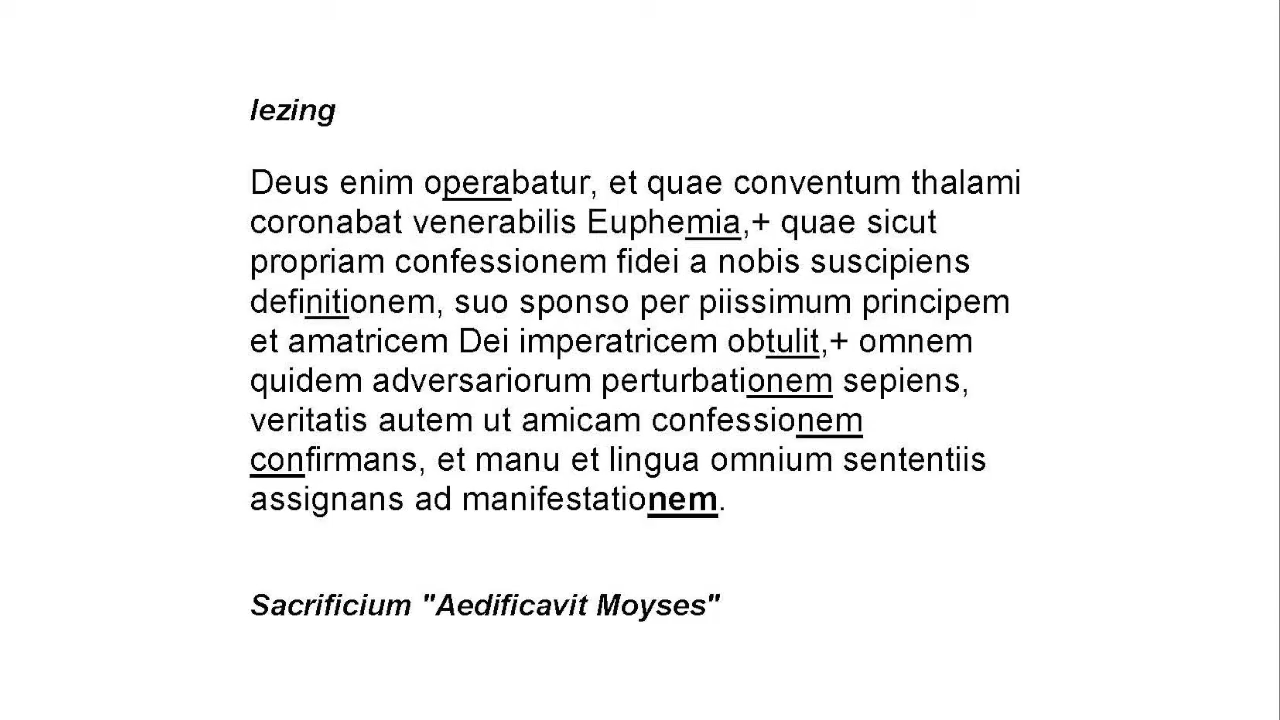 lezing
Deus enim operabatur, et quae conventum thalami
coronabat venerabilis Euphemia,+ quae sicut
propriam confessionem fidei a nobis suscipiens
definitionem, suo sponso per piissimum principem
et amatricem Dei imperatricem obtulit,+ omnem
quidem adversariorum perturbationem sepiens,
veritatis autem ut amicam confessionem
confirmans, et manu et lingua omnium sententiis
assignans ad manifestationem.
Sacrificium "Aedificavit Moyses"